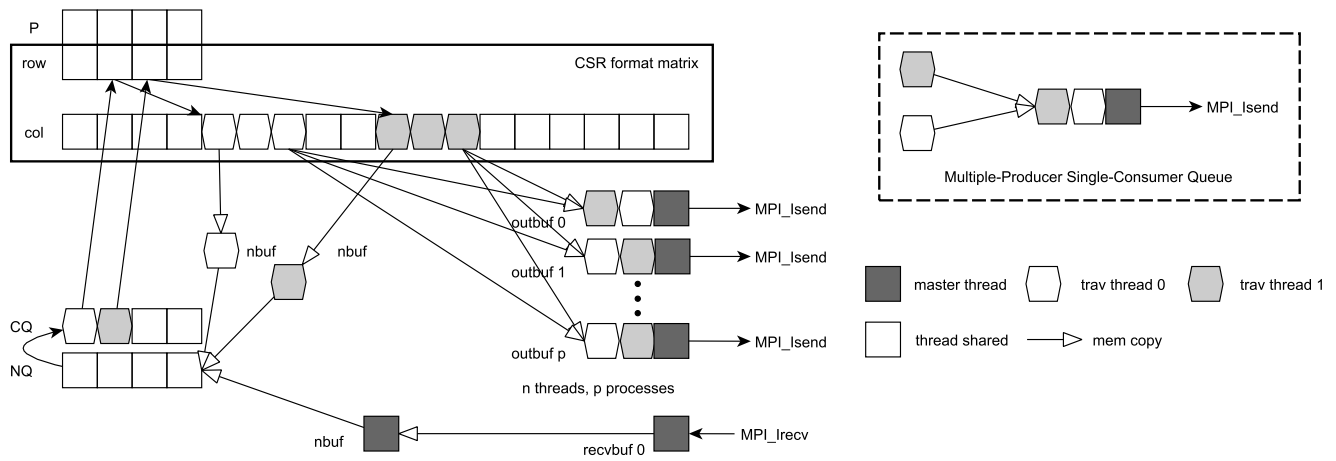 P
row
CSR format matrix
col
MPI_Isend
Multiple-Producer Single-Consumer Queue
outbuf 0
MPI_Isend
nbuf
nbuf
outbuf 1
MPI_Isend
master thread
trav thread 0
trav thread 1
CQ
outbuf p
MPI_Isend
thread shared
mem copy
NQ
n threads, p processes
nbuf
recvbuf 0
MPI_Irecv